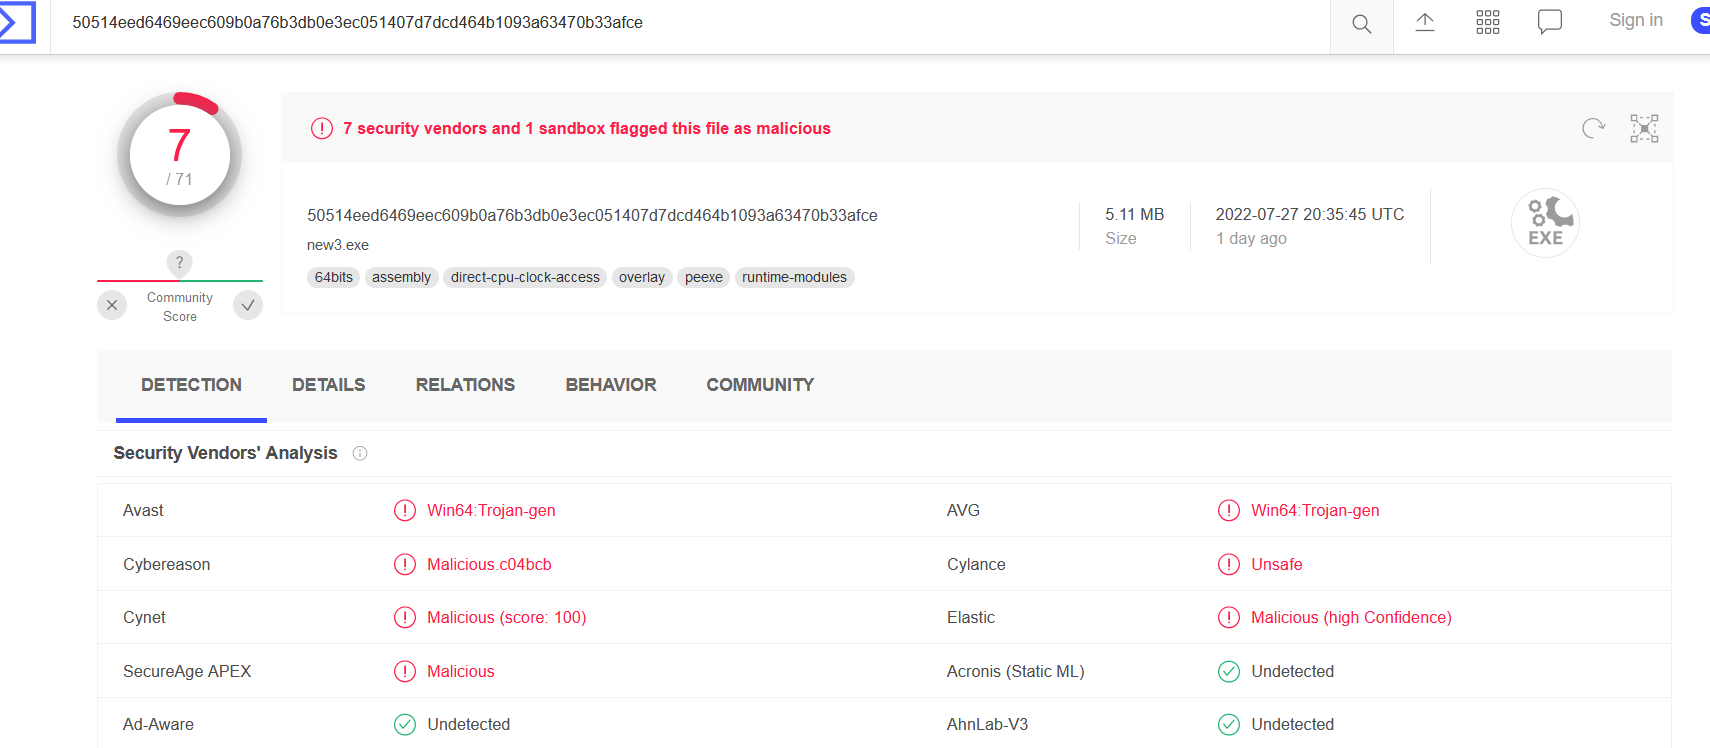 50514eed6469eec609b0a76b3db0e3ec051407d7dcd464b1093a63470b33afce
Sign in
S
7
/ 71
? 
Community
Score
7 security vendors and 1 sandbox flagged this file as malicious
50514eed6469eec609b0a76b3db0e3ec051407d7dcd464b1093a63470b33afce
new3.exe
64bits assembly direct-cpu-clock-access overlay peexe runtime-modules
5.11 MB
Size
2022-07-27 20:35:45 UTC
1 day ago
EXE
DETECTION DETAILS RELATIONS BEHAVIOR COMMUNITY
Security Vendors' Analysis
Avast Win64:Trojan-gen AVG Win64:Trojan-gen
Cybereason Malicious.c04bcb Cylance Unsafe
Cynet Malicious (score: 100) Elastic Malicious (high Confidence)
SecureAge APEX Malicious Acronis (Static ML) Undetected
Ad-Aware Undetected AhnLab-V3 Undetected